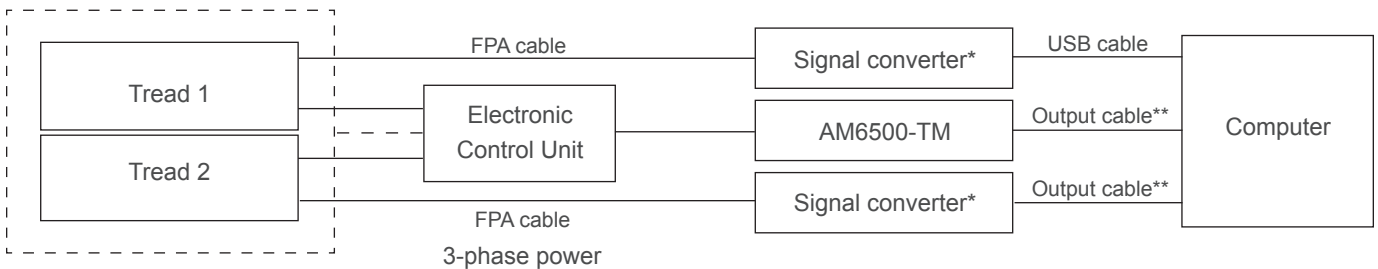 FPA cable
USB cable
Signal converter*
Tread 1
Electronic
Control Unit
Output cable**
AM6500-TM
Computer
Tread 2
Output cable**
Signal converter*
FPA cable
3-phase power